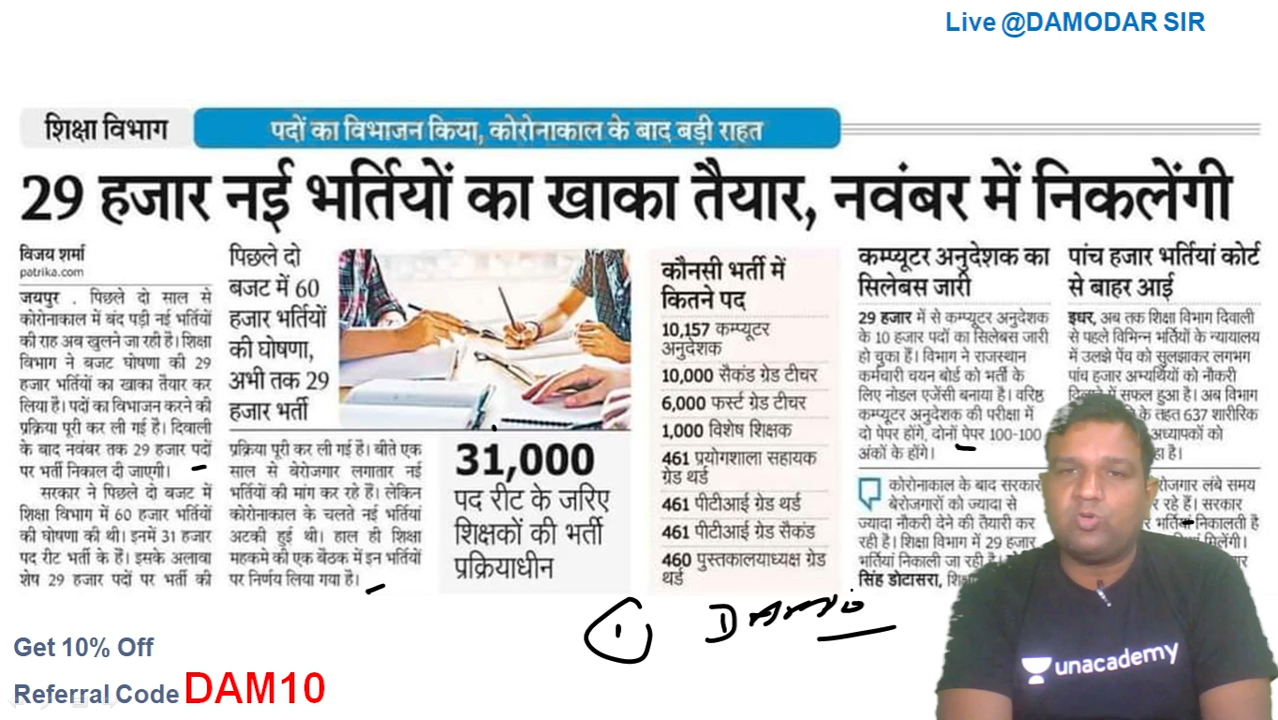 Live @DAMODAR SIR
शिक्षा विभाग
पदों का विभाजन किया, कोरोनाकाल के बाद बड़ी राहत
29 हजार नई भर्तियों का खाका तैयार, नवंबर में निकलेंगी
विजय शर्मा
patrika.com
जयपुर . पिछले दो साल से
कोरोनाकाल में बंद पड़ी नई भर्तियों
की राह अब खुलने जा रही है। शिक्षा
विभाग ने बजट घोषणा की 29
हजार भर्तियों का खाका तैयार कर
लिया है। पदों का विभाजन करने की
प्रक्रिया पूरी कर ली गई है। दिवाली
के बाद नवंबर तक 29 हजार पदों
पर भर्ती निकाल दी जाएगी।
सरकार ने पिछले दो बजट में
शिक्षा विभाग में 60 हजार भर्तियों
की घोषणा की थी। इनमें 31 हजार
पद रीट भर्ती के हैं। इसके अलावा
शेष 29 हजार पदों पर भर्ती की
पिछले दो
बजट में 60
हजार भर्तियों
की घोषणा,
अभी तक 29
हजार भर्ती
प्रक्रिया पूरी कर ली गई है। बीते एक
साल से बेरोजगार लगातार नई
भर्तियों की मांग कर रहे हैं। लेकिन
कोरोनाकाल के चलते नई भर्तियां
अटकी हुई थी। हाल ही शिक्षा
महकमे की एक बैठक में इन भर्तियों
पर निर्णय लिया गया है।
31,000
पद रीट के जरिए
शिक्षकों की भर्ती
प्रक्रियाधीन
कौनसी भर्ती में
कितने पद
10,157 कम्प्यूटर
अनुदेशक
10,000 सैकंड ग्रेड टीचर
6,000 फर्स्ट ग्रेड टीचर
1,000 विशेष शिक्षक
461 प्रयोगशाला सहायक
ग्रेड थर्ड
461 पीटीआई ग्रेड थर्ड
461 पीटीआई ग्रेड सैकंड
460 पुस्तकालयाध्यक्ष ग्रेड
थर्ड
कम्प्यूटर अनुदेशक का
सिलेबस जारी
29 हजार में से कम्प्यूटर अनुदेशक
के 10 हजार पदों का सिलेबस जारी
हो चुका हैं। विभाग ने राजस्थान
कर्मचारी चयन बोर्ड को भर्ती के
लिए नोडल एजेंसी बनाया है। वरिष्ठ
कम्प्यूटर अनुदेशक की परीक्षा में
दो पेपर होंगे, दोनों पेपर 100-100
अंकों के होंगे।
पांच हजार भर्तियां कोर्ट
से बाहर आई
इधर, अब तक शिक्षा विभाग दिवाली
से पहले विभिन्न भर्तियों के न्यायालय
में उलझे पेंच को सुलझाकर लगभग
पांच हजार अभ्यर्थियों को नौकरी
में सफल हुआ है। अब विभाग
के तहत 637 शारीरिक
अध्यापकों को
कोरोनाकाल के बाद सरकार
बेरोजगारों को ज्यादा से
ज्यादा नौकरी देने की तैयारी कर
रही है। शिक्षा विभाग में 29 हजार
भर्तियां निकाली जा रही है।
सिंह डोटासरा,
लंबे समय
रहे हैं। सरकार
भर्तियां निकालती है
1 DAM10
unacademy
Get 10% Off
Referral Code DAM10